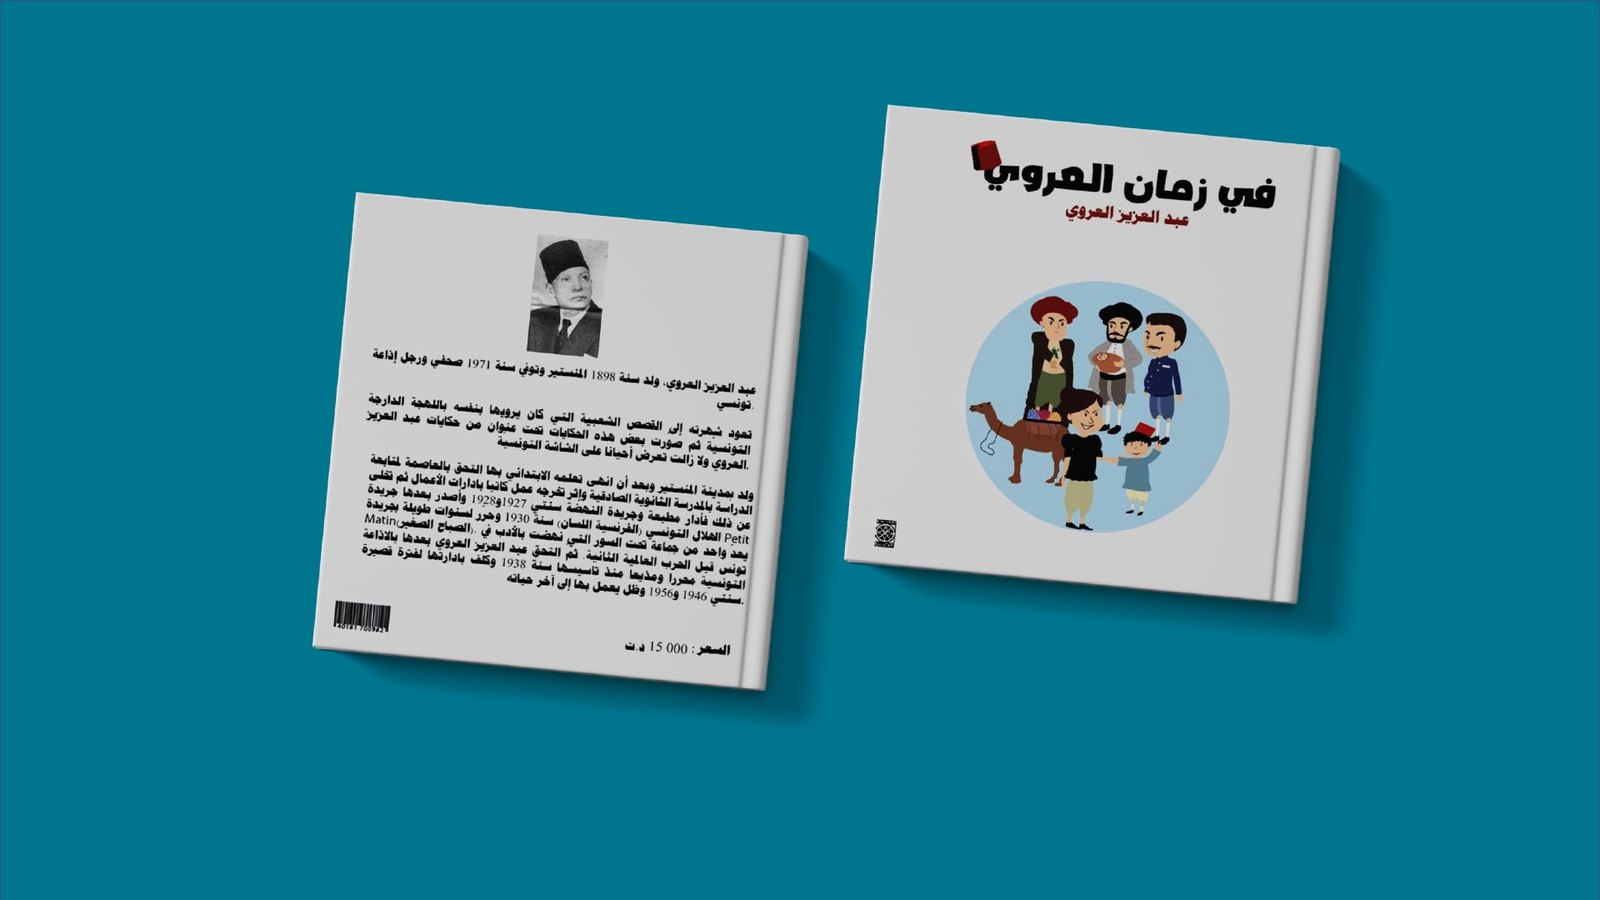 في زمان العروي
عبد العزيز العروي
عبد العزيز العروي، ولد سنة 1898 المنستير وتوفي سنة 1971 صحفي ورجل إذاعة
تونسي.
تعود شهرته إلى القصص الشعبية التي كان يرويها بنفسه باللهجة الدارجة
التونسية ثم صورت بعض هذه الحكايات تحت عنوان من حكايات عبد العزيز
العروي ولا زالت تعرض أحيانا على الشاشة التونسية.
ولد بمدينة المنستير وبعد أن انهى تعلمه الابتدائي بها التحق بالعاصمة لمتابعة
الدراسة بالمدرسة الثانوية الصادقية وإثر تخرجه عمل كاتبا بادارات الأعمال ثم تخلى
عن ذلك فأدار مطبعة وجريدة النهضة سنتي 1927و1928 وأصدر بعدها جريدة
الهلال التونسي (الفرنسية اللسان) سنة 1930 وحرر لسنوات طويلة بجريدة Petit
Matin(الصباح الصغير). يعد واحد من جماعة تحت السور التي نهضت بالأدب في
تونس قبل الحرب العالمية الثانية. ثم التحق عبد العزيز العروي بعدها بالاذاعة
التونسية محررا ومذيعا منذ تاسيسها سنة 1938 وكلف بادارتها لفترة قصيرة
سنتي 1946 و1956 وظل يعمل بها إلى آخر حياته.
40181 700982
السعر : 000 15 د.ت